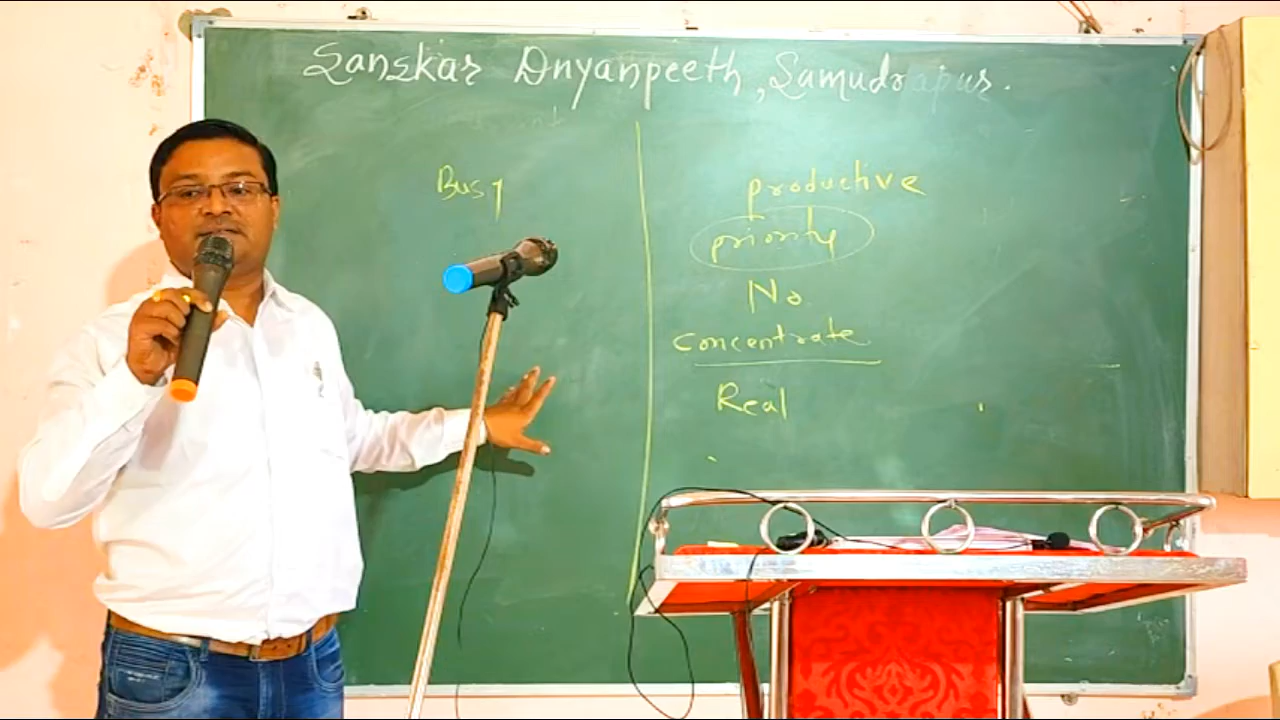 Sanskar Dnyanpeeth, Samudrapur.
Busy
productive
priority
No
concentrate
Real